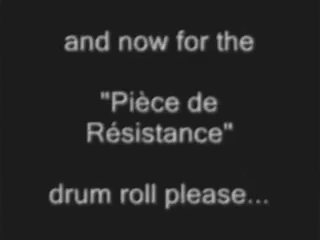 and now for the
"Pièce de
Résistance"
drum roll please...